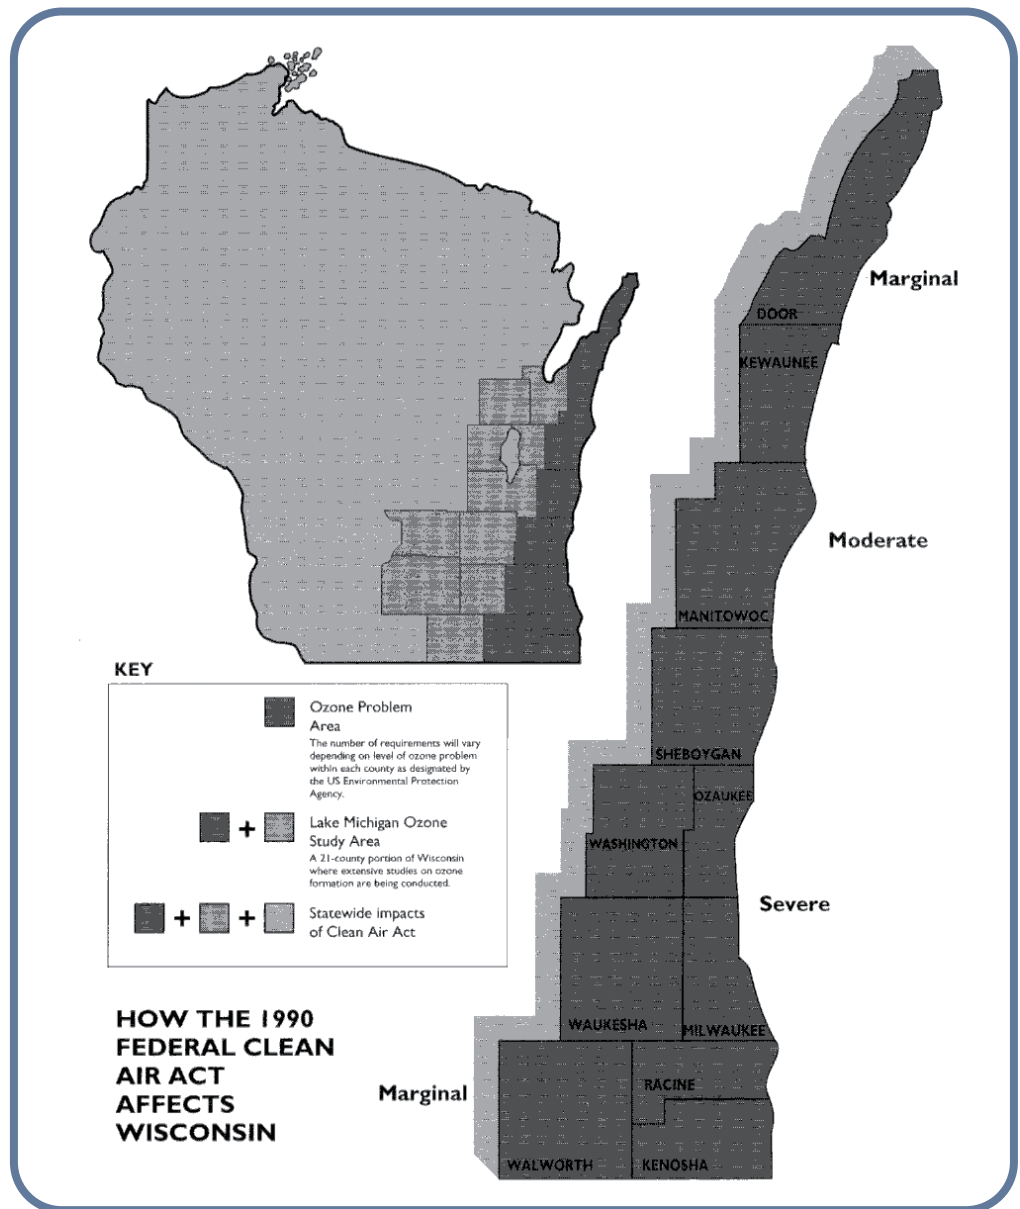 Marginal
DOOR
KEWAUNEE
Moderate
MANITOWOC
SHEBOYGAN
OZAUKEE
WASHINGTON
Severe
WAUKESHA
MILWAUKEE
Marginal
RACINE
WALWORTH
KENOSHA
KEY
Ozone Problem
Area
The number of requirements will vary
depending on level of ozone problem
within each county as designated by
the US Environmental Protection
Agency.
+
Lake Michigan Ozone
Study Area
A 21-county portion of Wisconsin
where extensive studies on ozone
formation are being conducted.
+ +
Statewide impacts
of Clean Air Act
HOW THE 1990
FEDERAL CLEAN
AIR ACT
AFFECTS
WISCONSIN